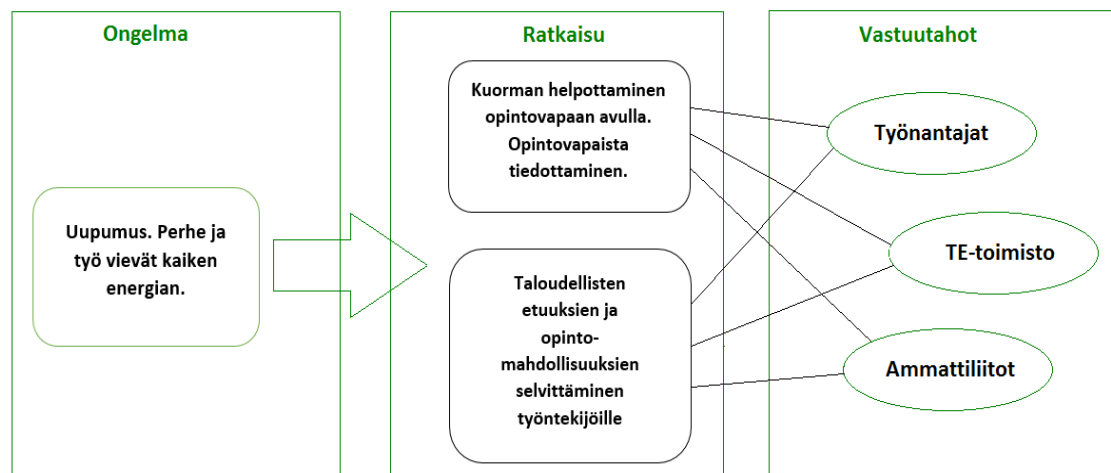 Ongelma
Uupumus. Perhe ja
työ vievät kaiken
energian.
Ratkaisu
Kuorman helpottaminen
opintovapaan avulla.
Opintovapaista
tiedottaminen.
Taloudellisten
etuuksien ja
opinto-
mahdollisuuksien
selvittäminen
työntekijöille
Vastuutahot
Työnantajat
TE-toimisto
Ammattiliitot